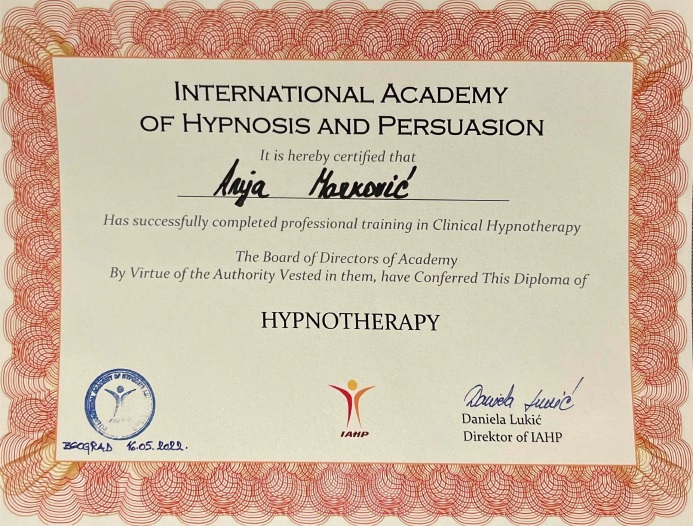 INTERNATIONAL ACADEMY
OF HYPNOSIS AND PERSUASION
It is hereby certified that
Anja Marković
Has successfully completed professional training in Clinical Hypnotherapy
The Board of Directors of Academy
By Virtue of the Authority Vested in them, have Conferred This Diploma of
HYPNOTHERAPY
IAHP
Daniela Lukić
Daniela Lukić
Direktor of IAHP
BEOGRAD 16.05.2022.